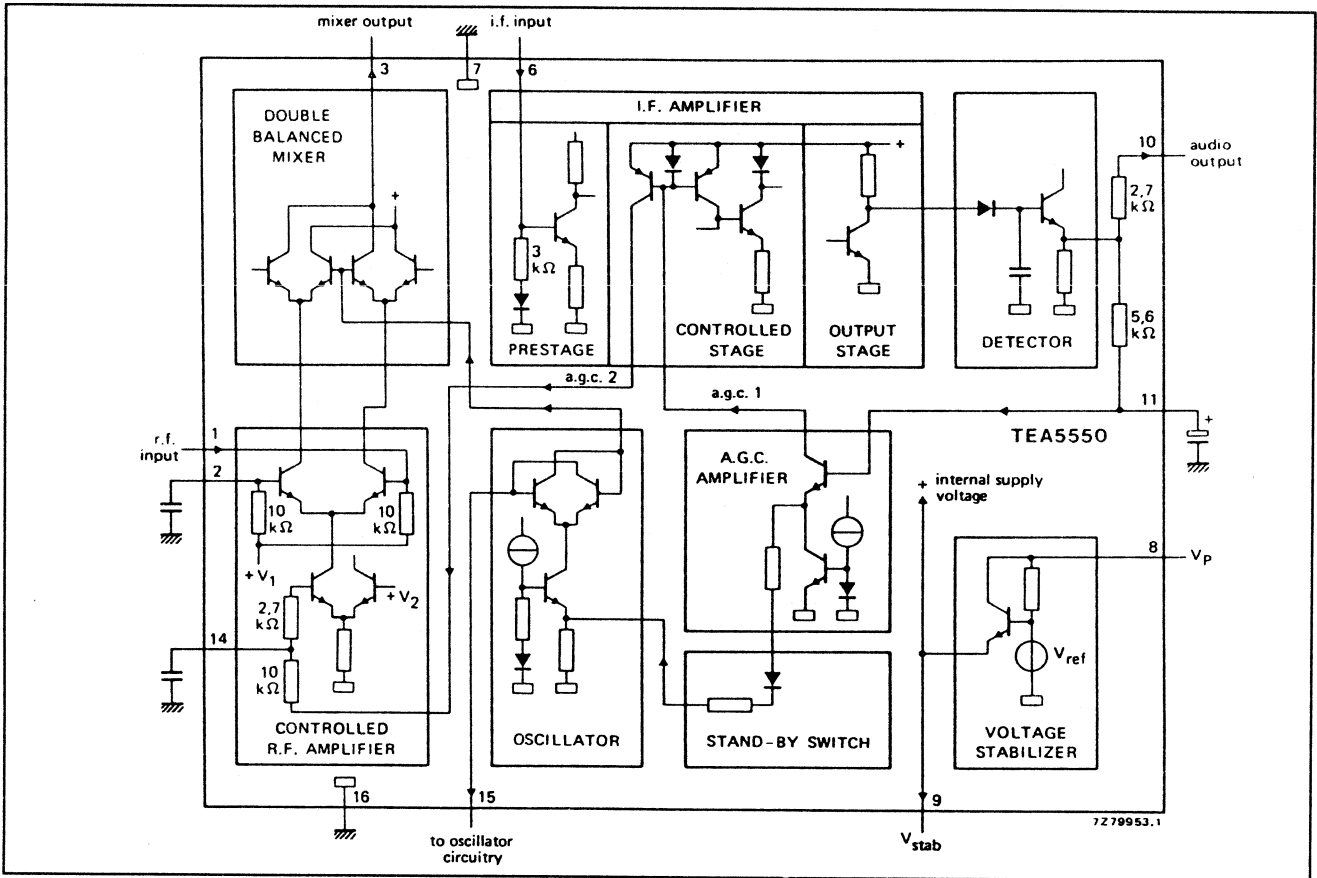 mixer output
i.f. input
3
7
6
DOUBLE
BALANCED
MIXER
+
I.F. AMPLIFIER
+
3
kΩ
PRESTAGE
CONTROLLED
STAGE
OUTPUT
STAGE
DETECTOR
10
audio
output
2,7
kΩ
5,6
kΩ
a.g.c. 2
a.g.c. 1
11
+
TEA5550
r.f.
input
1
2
10
kΩ
10
kΩ
+V1
+V2
2,7
kΩ
14
10
kΩ
CONTROLLED
R.F. AMPLIFIER
OSCILLATOR
A.G.C.
AMPLIFIER
STAND-BY SWITCH
+ internal supply
voltage
8
VP
Vref
VOLTAGE
STABILIZER
16
15
9
7Z79953.1
to oscillator
circuitry
Vstab